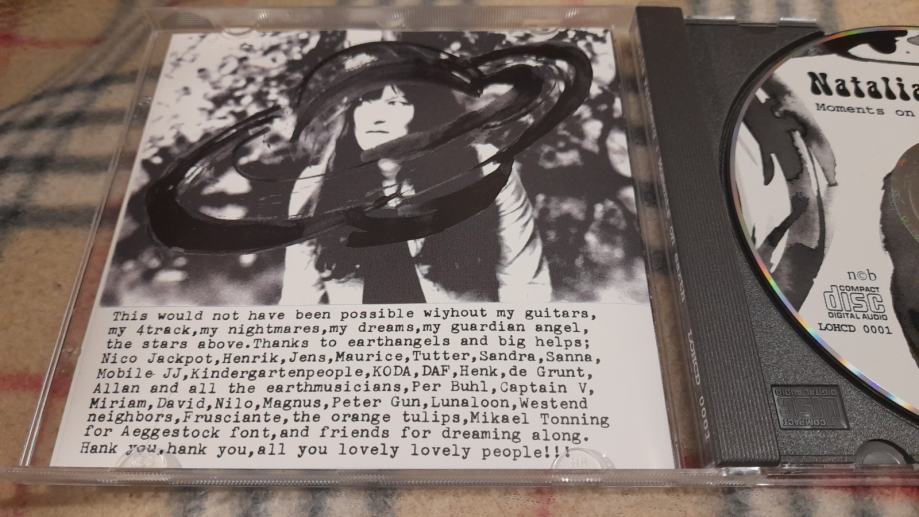 This would not have been possible wiyhout my guitars,
my 4track,my nightmares,my dreams,my guardian angel,
the stars above.Thanks to earthangels and big helps;
Nico Jackpot,Henrik,Jens,Maurice,Tutter,Sandra,Sanna,
Mobile JJ,Kindergartenpeople,KODA,DAF,Henk,de Grunt,
Allan and all the earthmusicians,Per Buhl,Captain V,
Miriam,David,Nilo,Magnus,Peter Gun,Lunaloon,Westend
neighbors,Frusciante,the orange tulips,Mikael Tonning
for Aeggestock font,and friends for dreaming along.
Hank you,hank you,all you lovely lovely people!!!
Natalia
Moments on
n©b
COMPACT
disc
DIGITAL AUDIO
LOHCD 0001